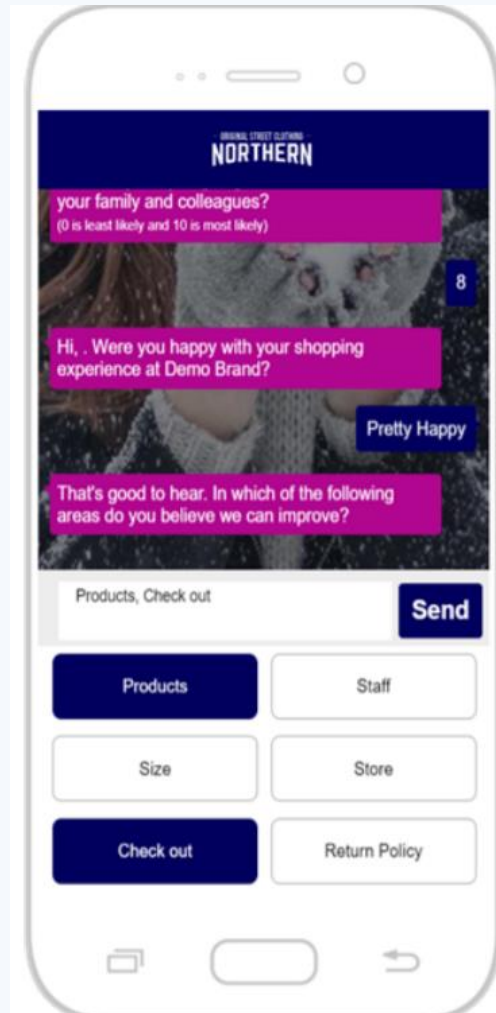 ORIGINAL STREET CLOTHING
NORTHERN
your family and colleagues?
(0 is least likely and 10 is most likely)
8
Hi, . Were you happy with your shopping
experience at Demo Brand?
Pretty Happy
That's good to hear. In which of the following
areas do you believe we can improve?
Products, Check out
Send
Products
Staff
Size
Store
Check out
Return Policy